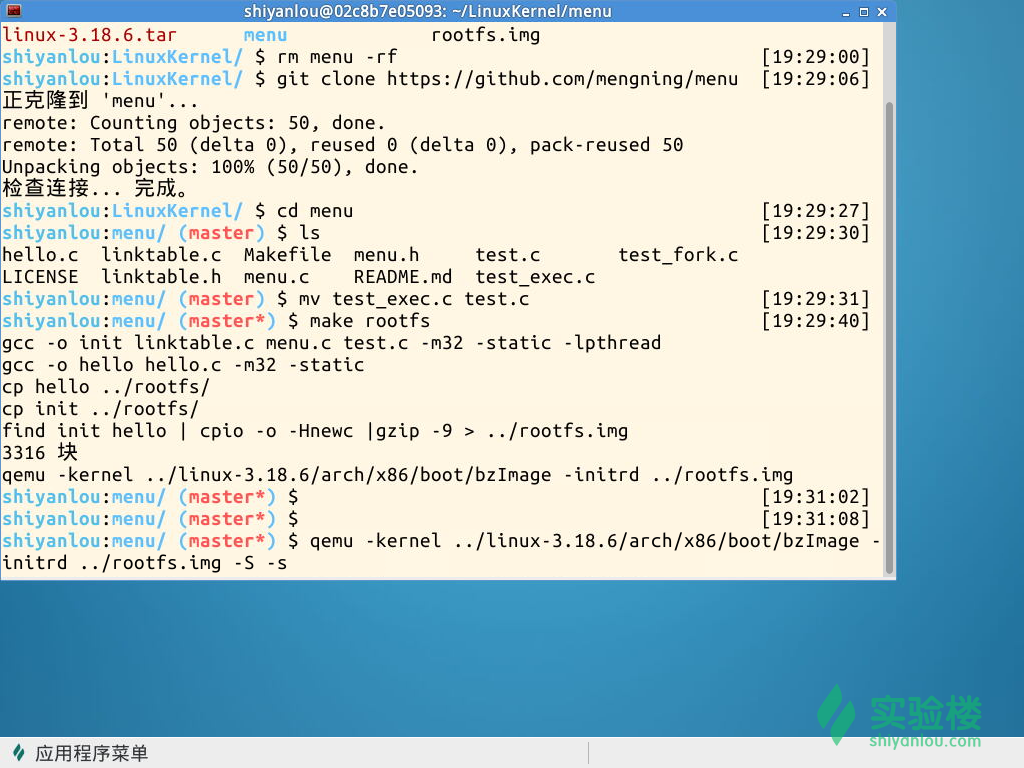 shiyanlou@02c8b7e05093: ~/LinuxKernel/menu
linux-3.18.6.tar menu rootfs.img
shiyanlou:LinuxKernel/ $ rm menu -rf [19:29:00]
shiyanlou:LinuxKernel/ $ git clone https://github.com/mengning/menu [19:29:06]
正克隆到 'menu'...
remote: Counting objects: 50, done.
remote: Total 50 (delta 0), reused 0 (delta 0), pack-reused 50
Unpacking objects: 100% (50/50), done.
检查连接... 完成。
shiyanlou:LinuxKernel/ $ cd menu [19:29:27]
shiyanlou:menu/ (master) $ ls [19:29:30]
hello.c linktable.c Makefile menu.h test.c test_fork.c
LICENSE linktable.h menu.c README.md test_exec.c
shiyanlou:menu/ (master) $ mv test_exec.c test.c [19:29:31]
shiyanlou:menu/ (master*) $ make rootfs [19:29:40]
gcc -o init linktable.c menu.c test.c -m32 -static -lpthread
gcc -o hello hello.c -m32 -static
cp hello ../rootfs/
cp init ../rootfs/
find init hello | cpio -o -Hnewc |gzip -9 > ../rootfs.img
3316 块
qemu -kernel ../linux-3.18.6/arch/x86/boot/bzImage -initrd ../rootfs.img
shiyanlou:menu/ (master*) $ [19:31:02]
shiyanlou:menu/ (master*) $ [19:31:08]
shiyanlou:menu/ (master*) $ qemu -kernel ../linux-3.18.6/arch/x86/boot/bzImage -
initrd ../rootfs.img -S -s
实验楼
shiyanlou.com
应用程序菜单